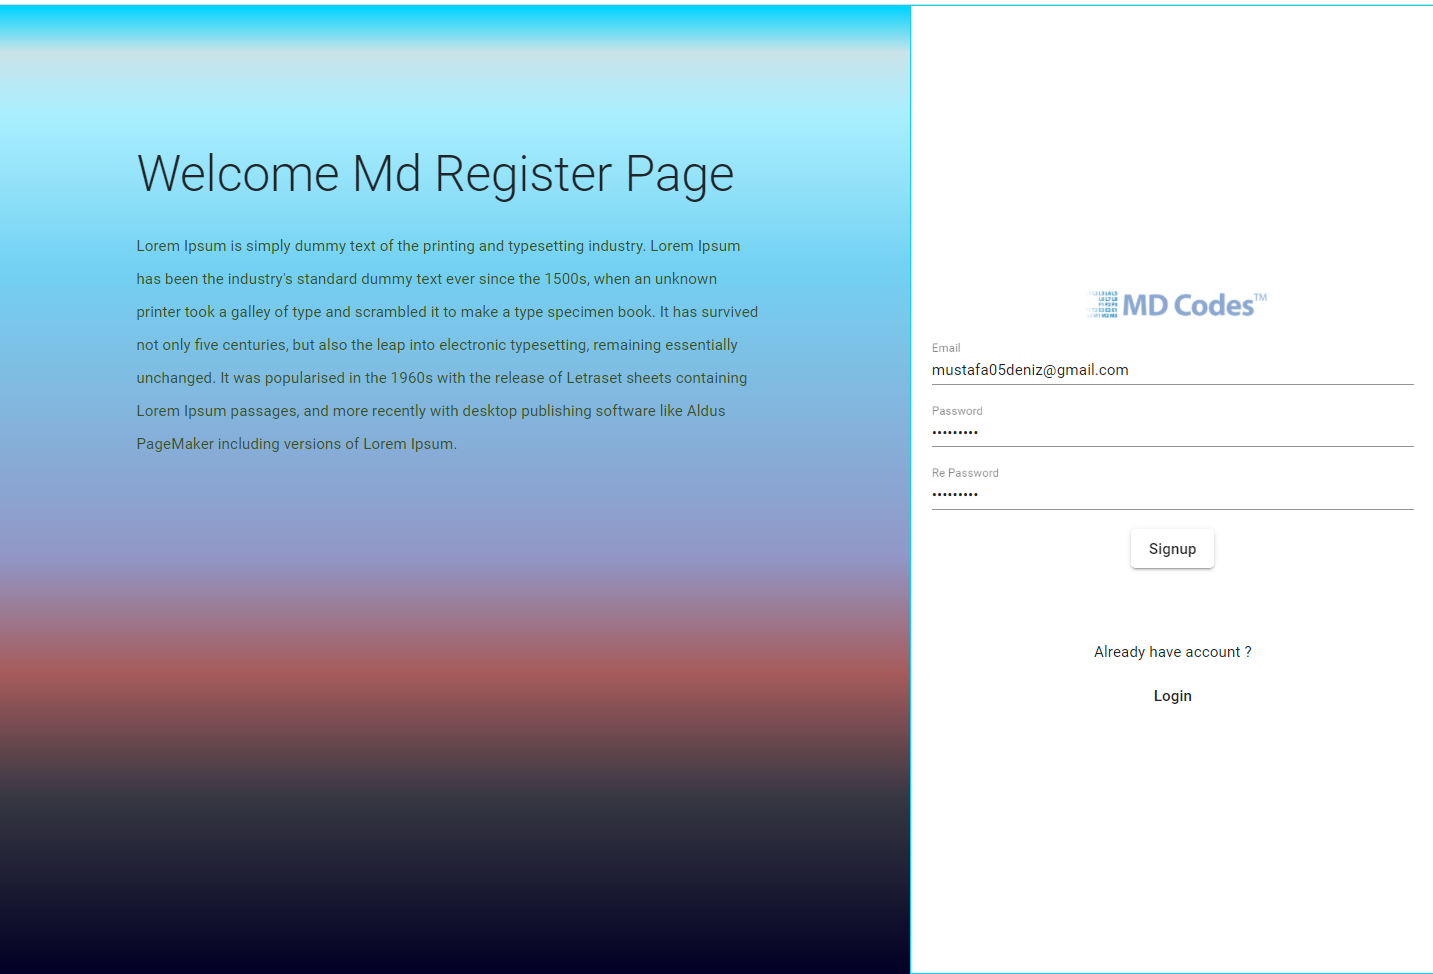 Welcome Md Register Page
Lorem Ipsum is simply dummy text of the printing and typesetting industry. Lorem Ipsum
has been the industry's standard dummy text ever since the 1500s, when an unknown
printer took a galley of type and scrambled it to make a type specimen book. It has survived
not only five centuries, but also the leap into electronic typesetting, remaining essentially
unchanged. It was popularised in the 1960s with the release of Letraset sheets containing
Lorem Ipsum passages, and more recently with desktop publishing software like Aldus
PageMaker including versions of Lorem Ipsum.
MD Codes™
Email
mustafa05deniz@gmail.com
Password
•••••••••
Re Password
•••••••••
Signup
Already have account ?
Login